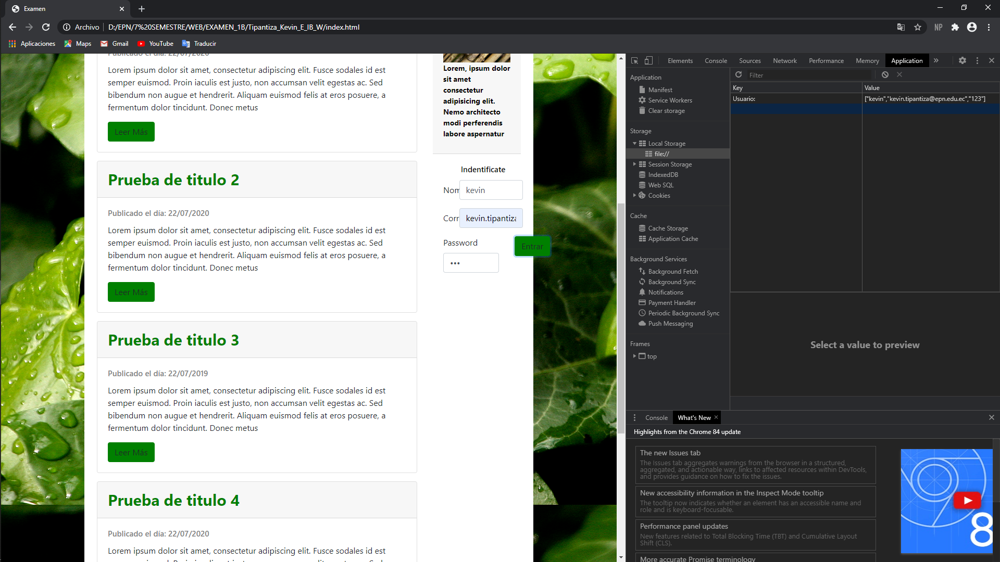 Examen
Archivo
D:/EPN/7%20SEMESTRE/WEB/EXAMEN_1B/Tipantiza_Kevin_E_IB_W/index.html
NP
Aplicaciones
Maps
Gmail
YouTube
Traducir
Publicado el día: 22/07/2020
Lorem ipsum dolor sit amet, consectetur adipiscing elit. Fusce sodales id est
semper euismod. Proin iaculis est justo, non accumsan velit egestas ac. Sed
bibendum non augue et hendrerit. Aliquam euismod felis at eros posuere, a
fermentum dolor tincidunt. Donec metus
Leer Más
Prueba de titulo 2
Publicado el día: 22/07/2020
Lorem ipsum dolor sit amet, consectetur adipiscing elit. Fusce sodales id est
semper euismod. Proin iaculis est justo, non accumsan velit egestas ac. Sed
bibendum non augue et hendrerit. Aliquam euismod felis at eros posuere, a
fermentum dolor tincidunt. Donec metus
Leer Más
Prueba de titulo 3
Publicado el día: 22/07/2019
Lorem ipsum dolor sit amet, consectetur adipiscing elit. Fusce sodales id est
semper euismod. Proin iaculis est justo, non accumsan velit egestas ac. Sed
bibendum non augue et hendrerit. Aliquam euismod felis at eros posuere, a
fermentum dolor tincidunt. Donec metus
Leer Más
Prueba de titulo 4
Publicado el día: 22/07/2020
Lorem ipsum dolor sit amet, consectetur adipiscing elit. Fusce sodales id est
Lorem, ipsum dolor
sit amet
consectetur
adipisicing elit.
Nemo architecto
modi perferendis
labore aspernatur
Indentificate
Nom
kevin
Corr
kevin.tipantiza
Password
•••
Entrar
Elements
Console
Sources
Network
Performance
Memory
Application
»
Application
Manifest
Service Workers
Clear storage
Storage
Local Storage
file://
Session Storage
IndexedDB
Web SQL
Cookies
Cache
Cache Storage
Application Cache
Background Services
Background Fetch
Background Sync
Notifications
Payment Handler
Periodic Background Sync
Push Messaging
Frames
top
Filter
Key
Value
Usuario:
["kevin","kevin.tipantiza@epn.edu.ec","123"]
Select a value to preview
Console
What's New
Highlights from the Chrome 84 update
The new Issues tab
The Issues tab aggregates warnings from the browser in a structured,
aggregated, and actionable way, links to affected resources within DevTools,
and provides guidance on how to fix the issues.
New accessibility information in the Inspect Mode tooltip
The tooltip now indicates whether an element has an accessible name and
role and is keyboard-focusable.
Performance panel updates
New features related to Total Blocking Time (TBT) and Cumulative Layout
Shift (CLS).
More accurate Promise terminology
8